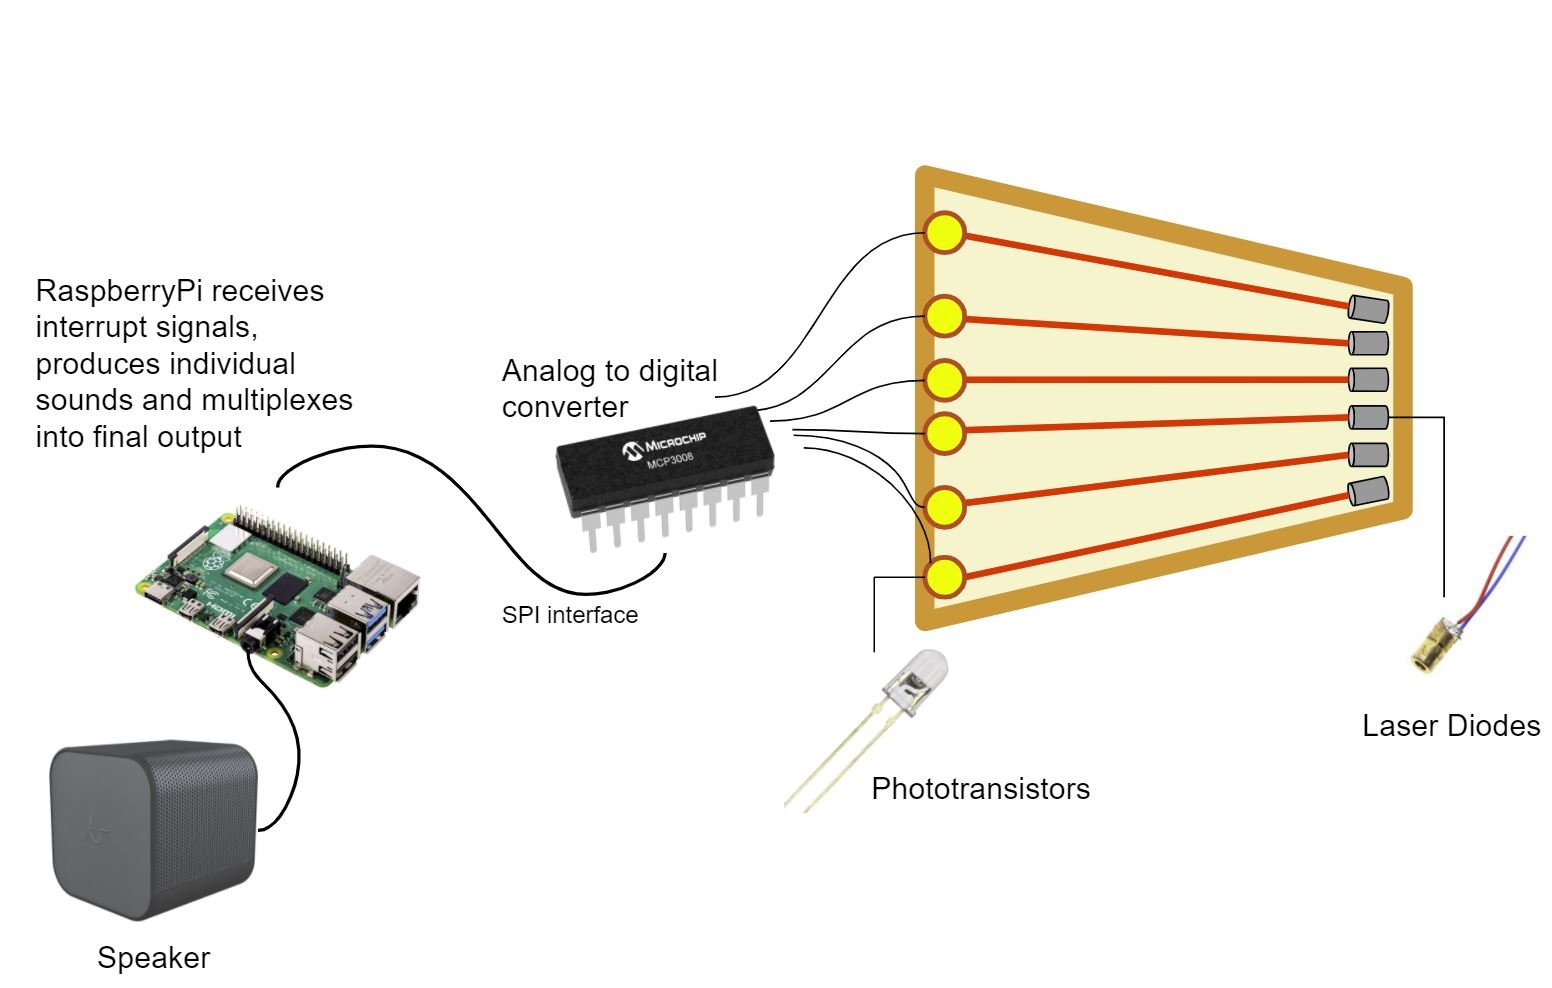 RaspberryPi receives
interrupt signals,
produces individual
sounds and multiplexes
into final output
Analog to digital
converter
MICROCHIP
MCP3008
SPI interface
Laser Diodes
Phototransistors
Speaker